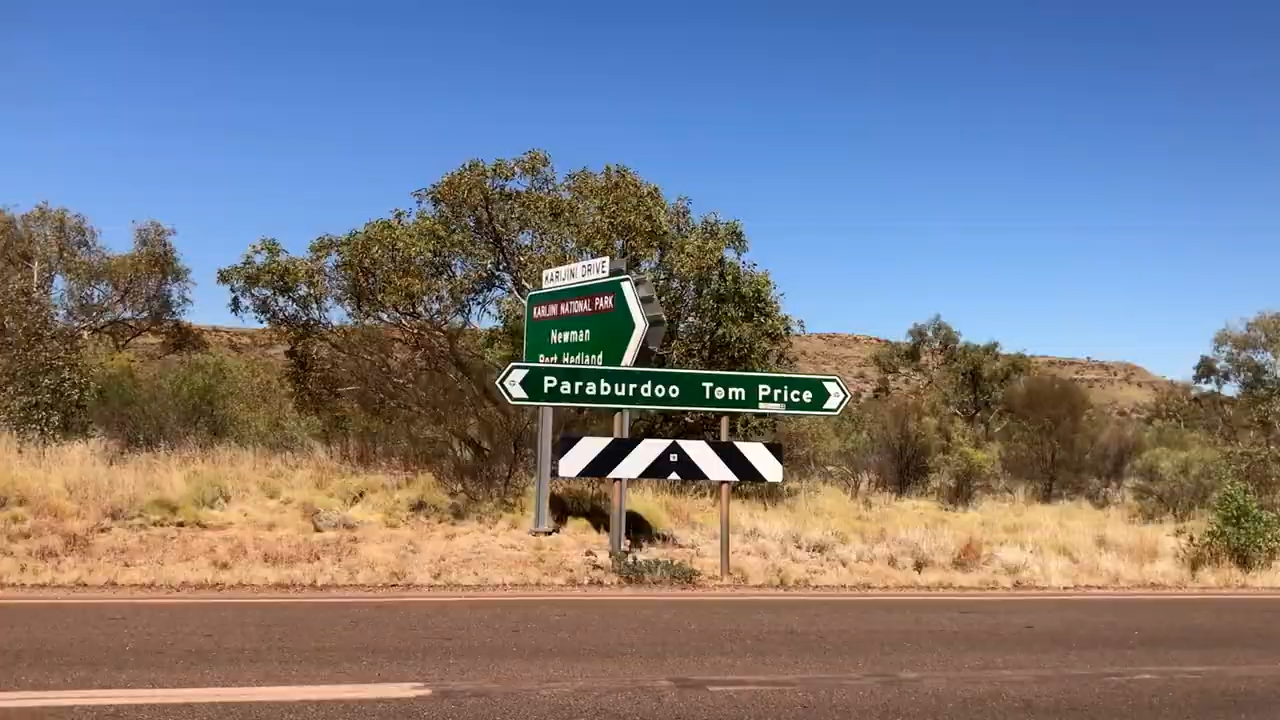 KARIJINI DRIVE
KARIJINI NATIONAL PARK
Newman
Port Hedland
Paraburdoo Tom Price